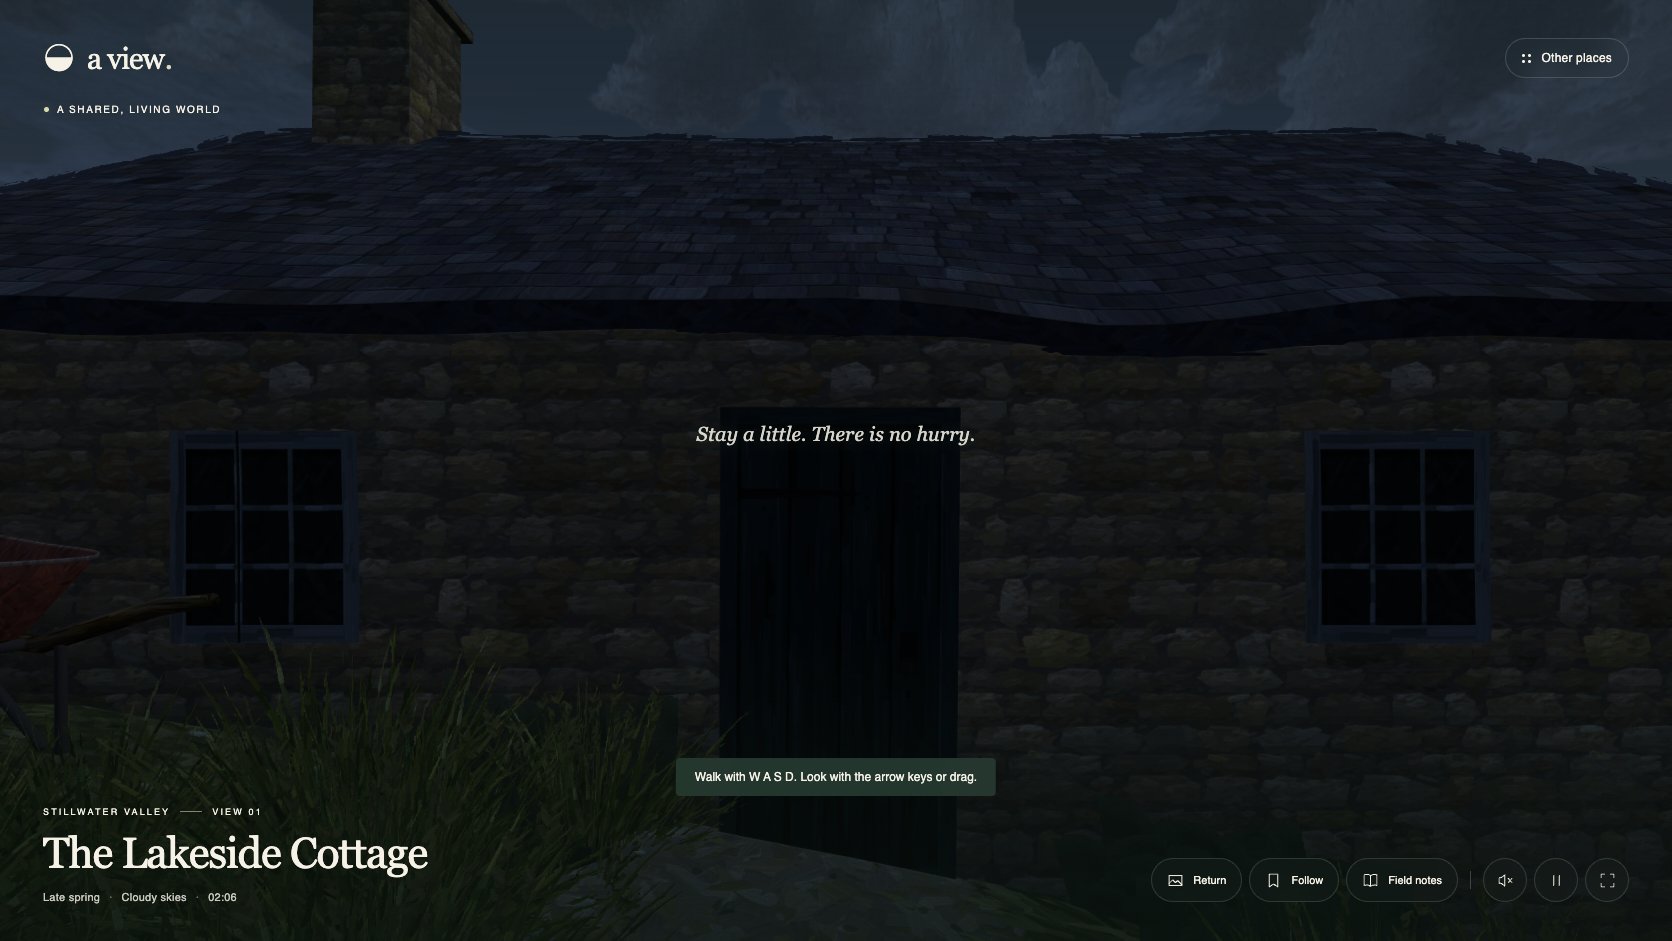 a view.
Other places
A SHARED, LIVING WORLD
Stay a little. There is no hurry.
Walk with W A S D. Look with the arrow keys or drag.
STILLWATER VALLEY — VIEW 01
The Lakeside Cottage
Late spring · Cloudy skies · 02:06
Return
Follow
Field notes